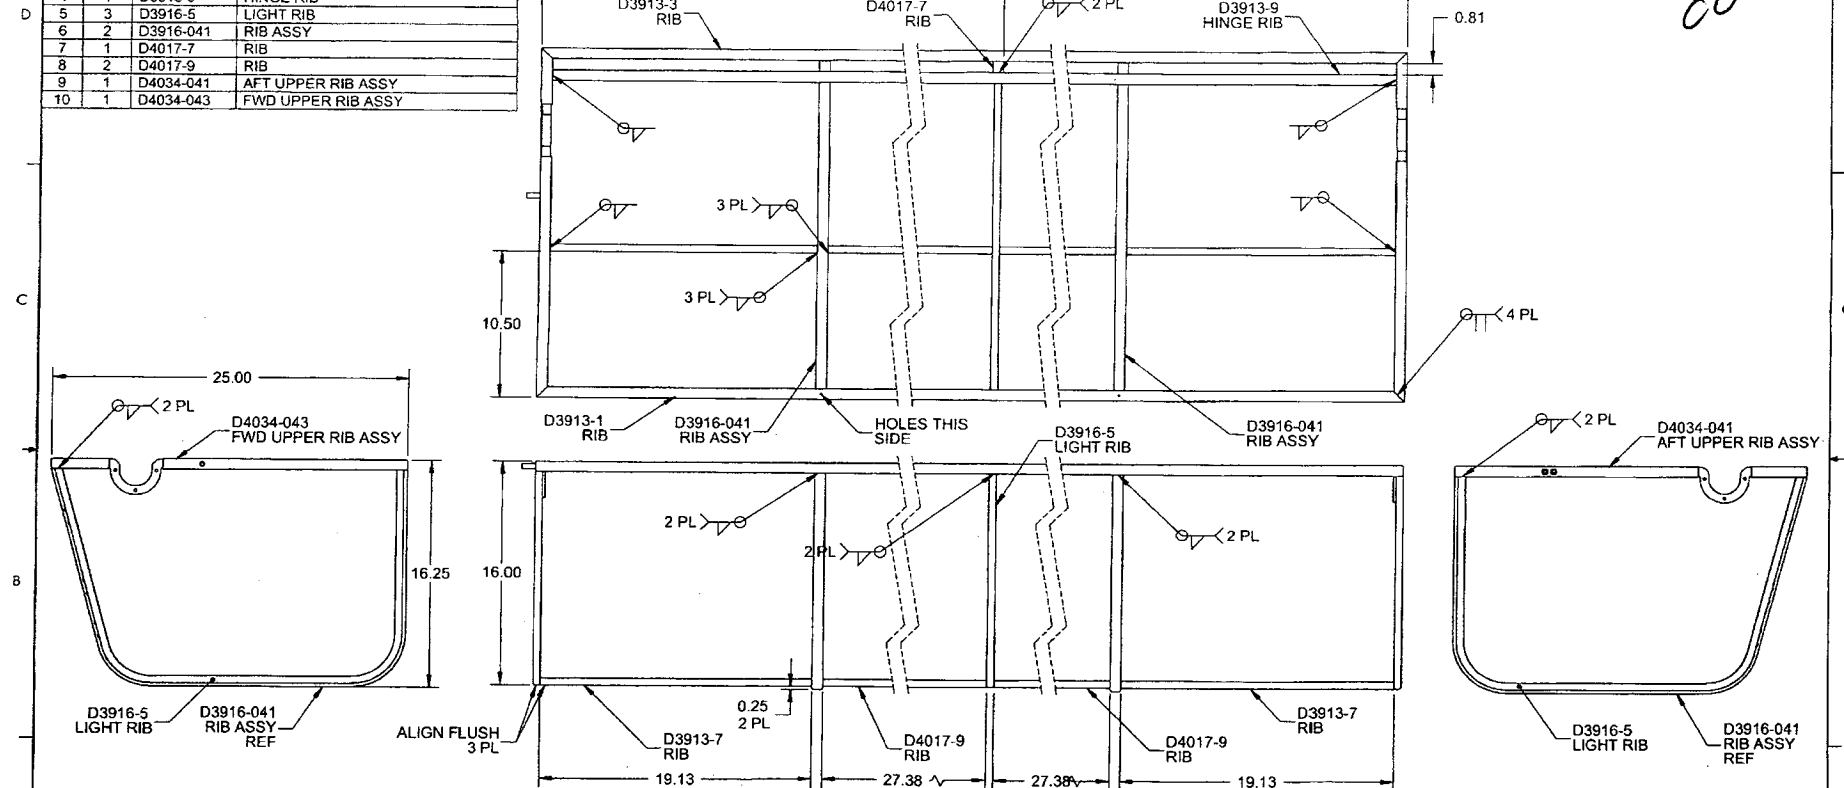 D
5 3 D3916-5 LIGHT RIB
6 2 D3916-041 RIB ASSY
7 1 D4017-7 RIB
8 2 D4017-9 RIB
9 1 D4034-041 AFT UPPER RIB ASSY
10 1 D4034-043 FWD UPPER RIB ASSY
D3913-3
RIB
D4017-7
RIB
2 PL
D3913-9
HINGE RIB
0.81
3 PL
3 PL
C
10.50
4 PL
25.00
2 PL
D4034-043
FWD UPPER RIB ASSY
D3913-1
RIB
D3916-041
RIB ASSY
HOLES THIS
SIDE
D3916-5
LIGHT RIB
D3916-041
RIB ASSY
2 PL
D4034-041
AFT UPPER RIB ASSY
2 PL
2 PL
2 PL
B
16.25
16.00
D3916-5
LIGHT RIB
D3916-041
RIB ASSY
REF
ALIGN FLUSH
3 PL
D3913-7
RIB
0.25
2 PL
D4017-9
RIB
D4017-9
RIB
D3913-7
RIB
D3916-5
LIGHT RIB
D3916-041
RIB ASSY
REF
19.13
27.38
27.38
19.13